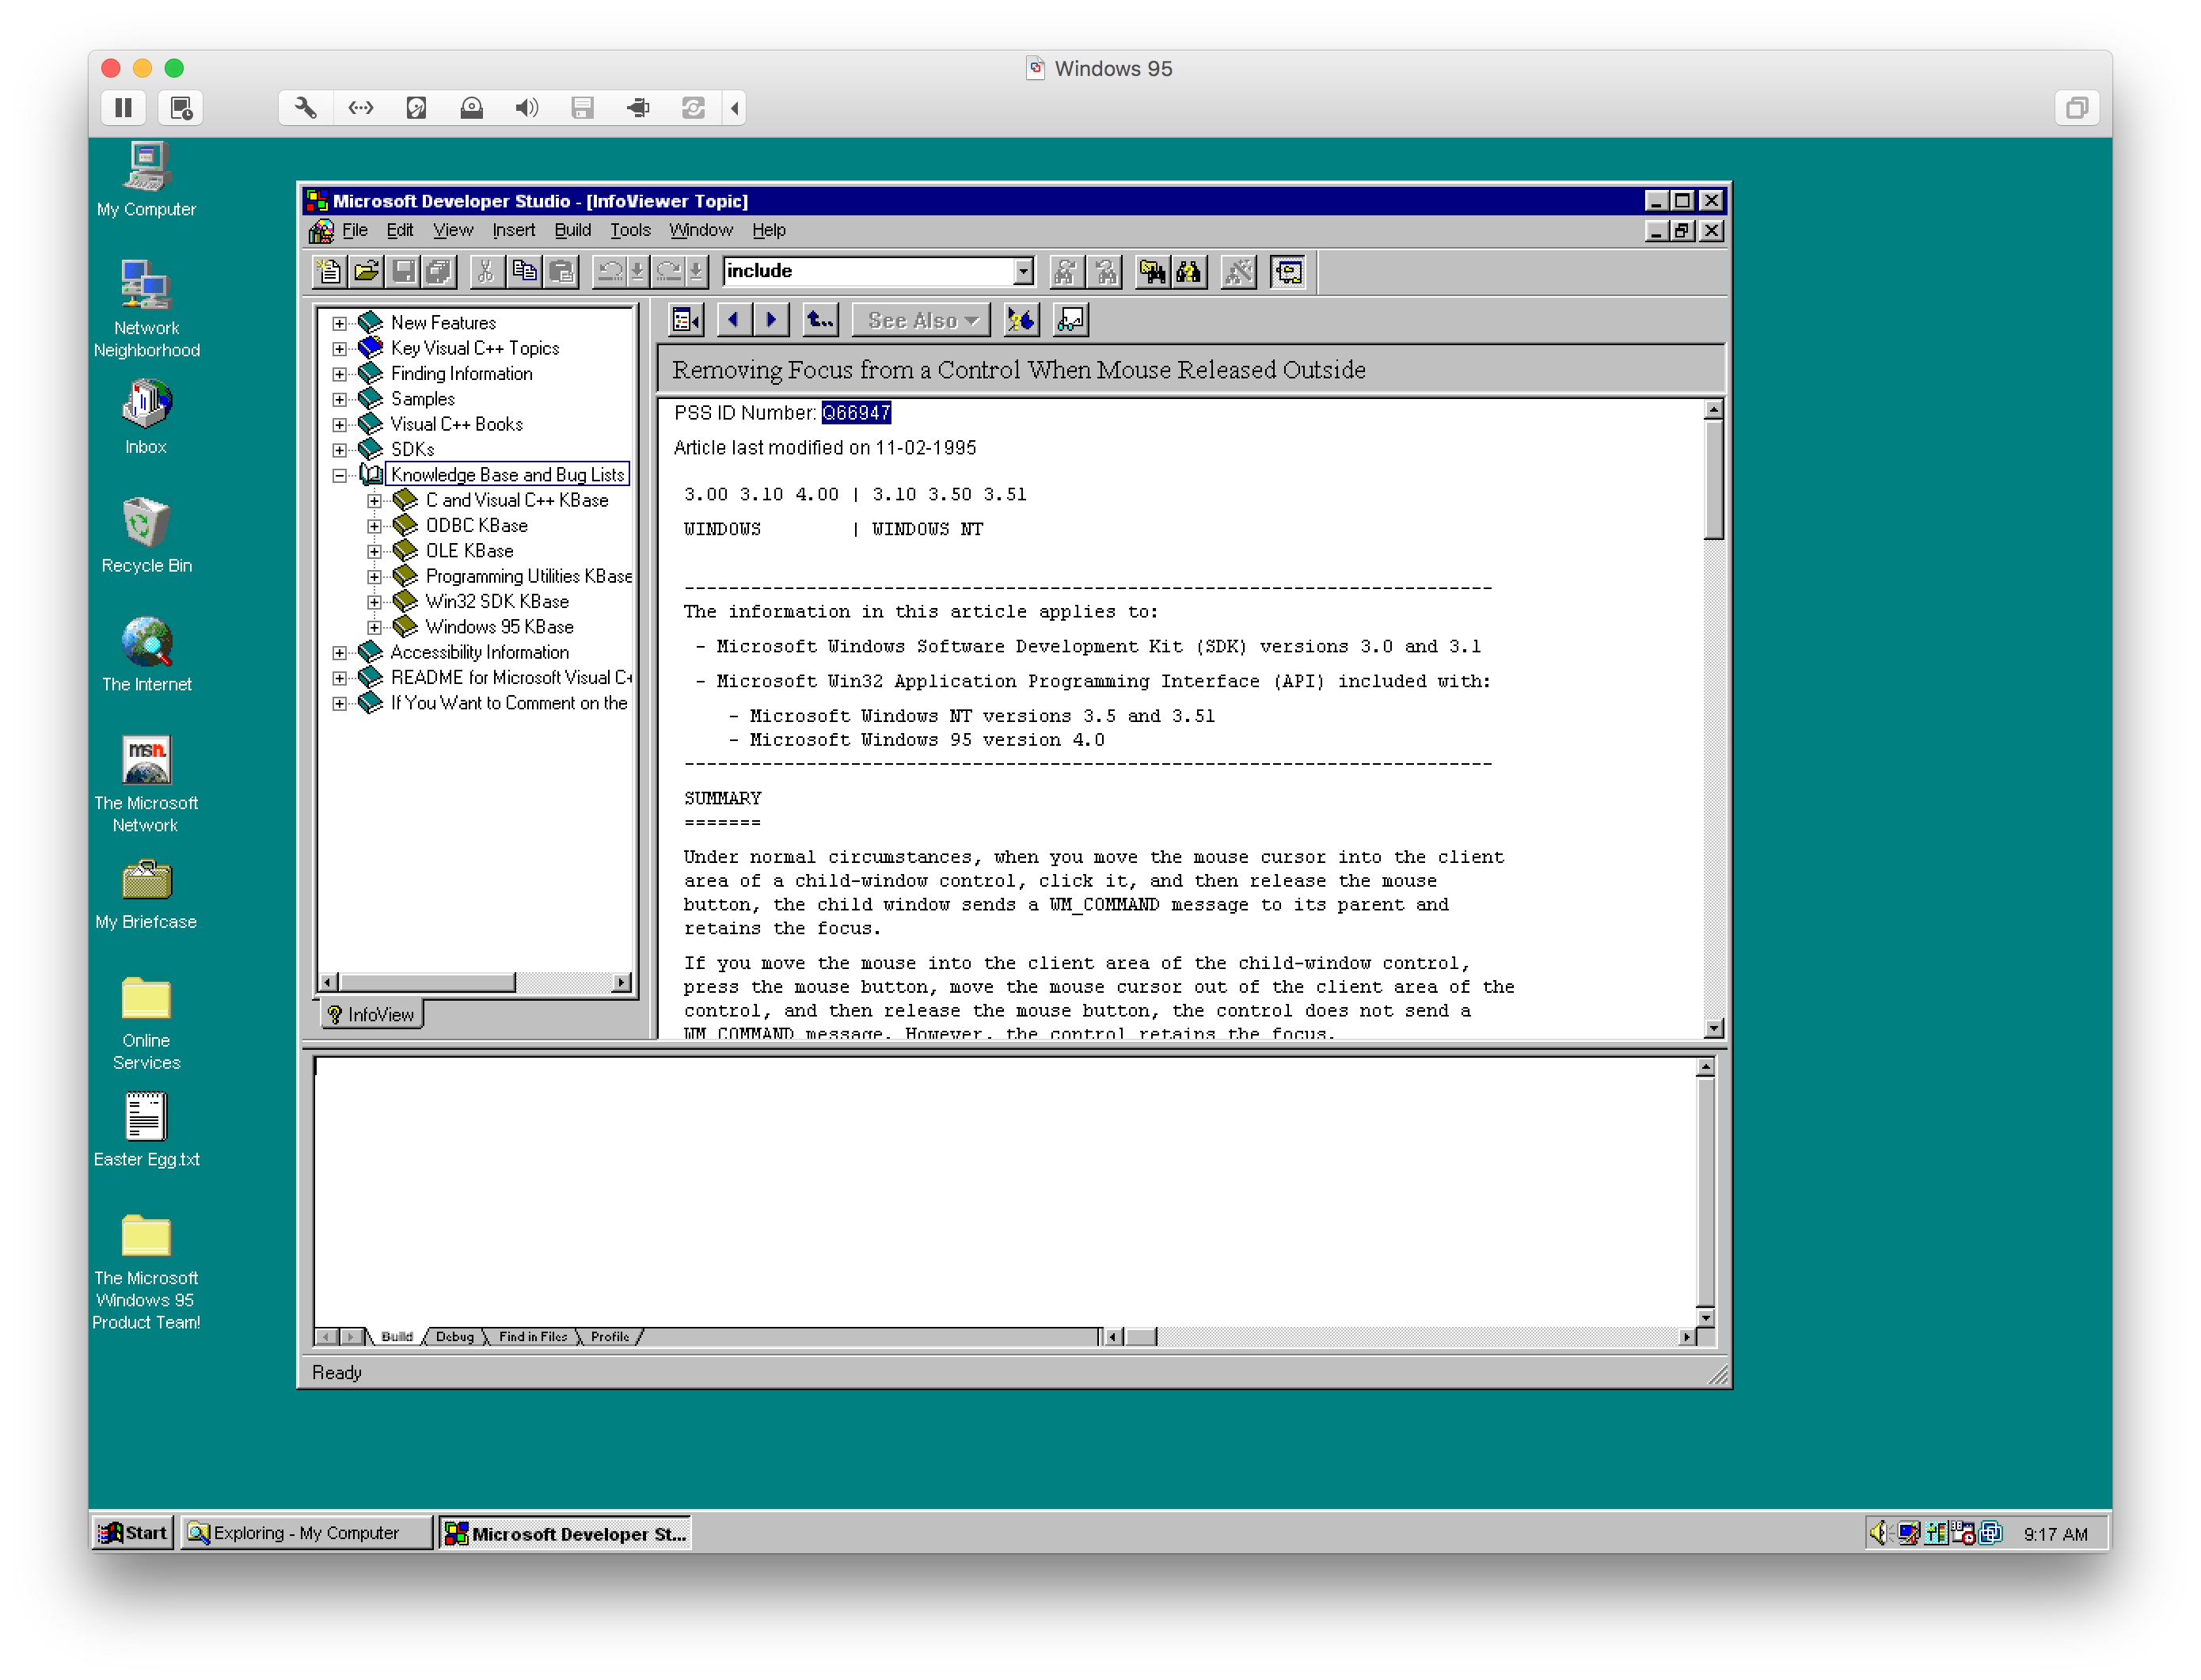 Windows 95
My Computer
Network
Neighborhood
Inbox
Recycle Bin
The Internet
msn.
The Microsoft
Network
My Briefcase
Online
Services
Easter Egg.txt
The Microsoft
Windows 95
Product Team!
Microsoft Developer Studio - [InfoViewer Topic]
File Edit View Insert Build Tools Window Help
include
New Features
Key Visual C++ Topics
Finding Information
Samples
Visual C++ Books
SDKs
Knowledge Base and Bug Lists
C and Visual C++ KBase
ODBC KBase
OLE KBase
Programming Utilities KBase
Win32 SDK KBase
Windows 95 KBase
Accessibility Information
README for Microsoft Visual C+
If You Want to Comment on the
InfoView
See Also
Removing Focus from a Control When Mouse Released Outside
PSS ID Number: Q66947
Article last modified on 11-02-1995
3.00 3.10 4.00 | 3.10 3.50 3.51
WINDOWS | WINDOWS NT
-------------------------------------------------------------------------
The information in this article applies to:
- Microsoft Windows Software Development Kit (SDK) versions 3.0 and 3.1
- Microsoft Win32 Application Programming Interface (API) included with:
- Microsoft Windows NT versions 3.5 and 3.51
- Microsoft Windows 95 version 4.0
-------------------------------------------------------------------------
SUMMARY
=======
Under normal circumstances, when you move the mouse cursor into the client
area of a child-window control, click it, and then release the mouse
button, the child window sends a WM_COMMAND message to its parent and
retains the focus.
If you move the mouse into the client area of the child-window control,
press the mouse button, move the mouse cursor out of the client area of the
control, and then release the mouse button, the control does not send a
WM_COMMAND message. However, the control retains the focus.
Build Debug Find in Files Profile
Ready
Start Exploring - My Computer Microsoft Developer St... 9:17 AM